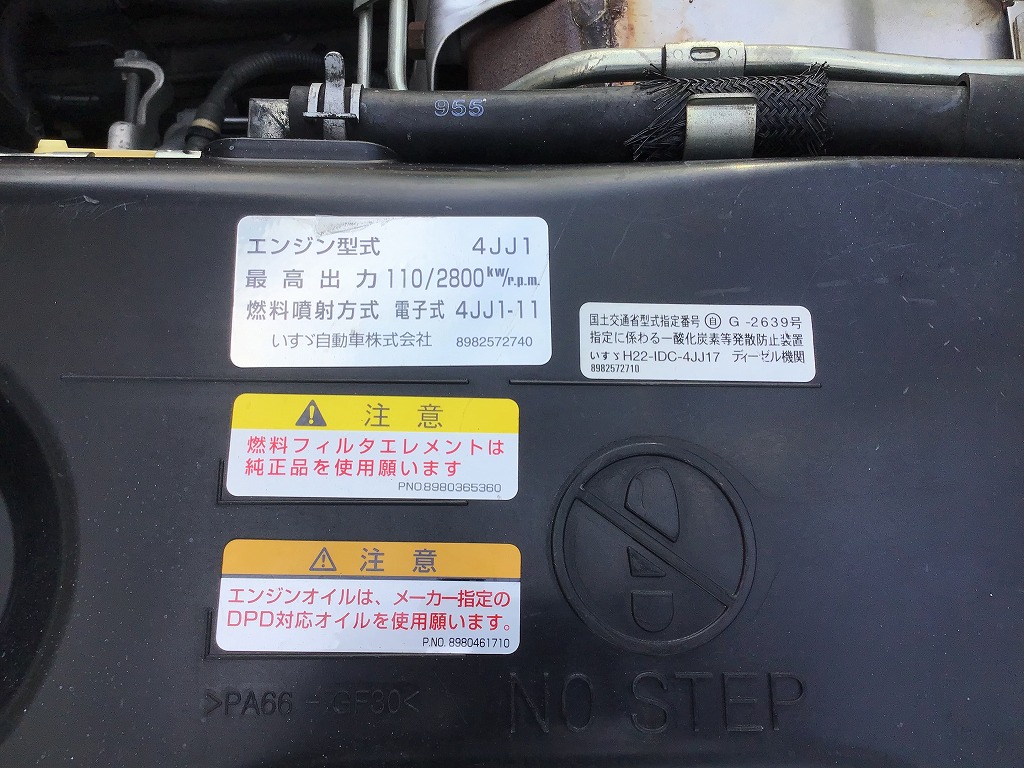 955
エンジン型式 4JJ1
最高出力 110/2800kw/r.p.m.
燃料噴射方式 電子式 4JJ1-11
いすゞ自動車株式会社 8982572740
国土交通省型式指定番号 自 G-2639号
指定に係わる一酸化炭素等発散防止装置
いすゞ H22-IDC-4JJ17 ディーゼル機関
8982572710
注意
燃料フィルタエレメントは
純正品を使用願います
PNO8980365360
注意
エンジンオイルは、メーカー指定の
DPD対応オイルを使用願います。
P.NO. 8980461710
>PA66-GF30<
NO STEP